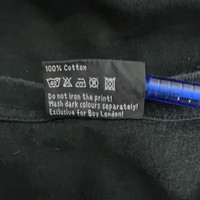 100% Cotton
Do not iron the print!
Wash dark colours separately!
Exclusive for Boy London!